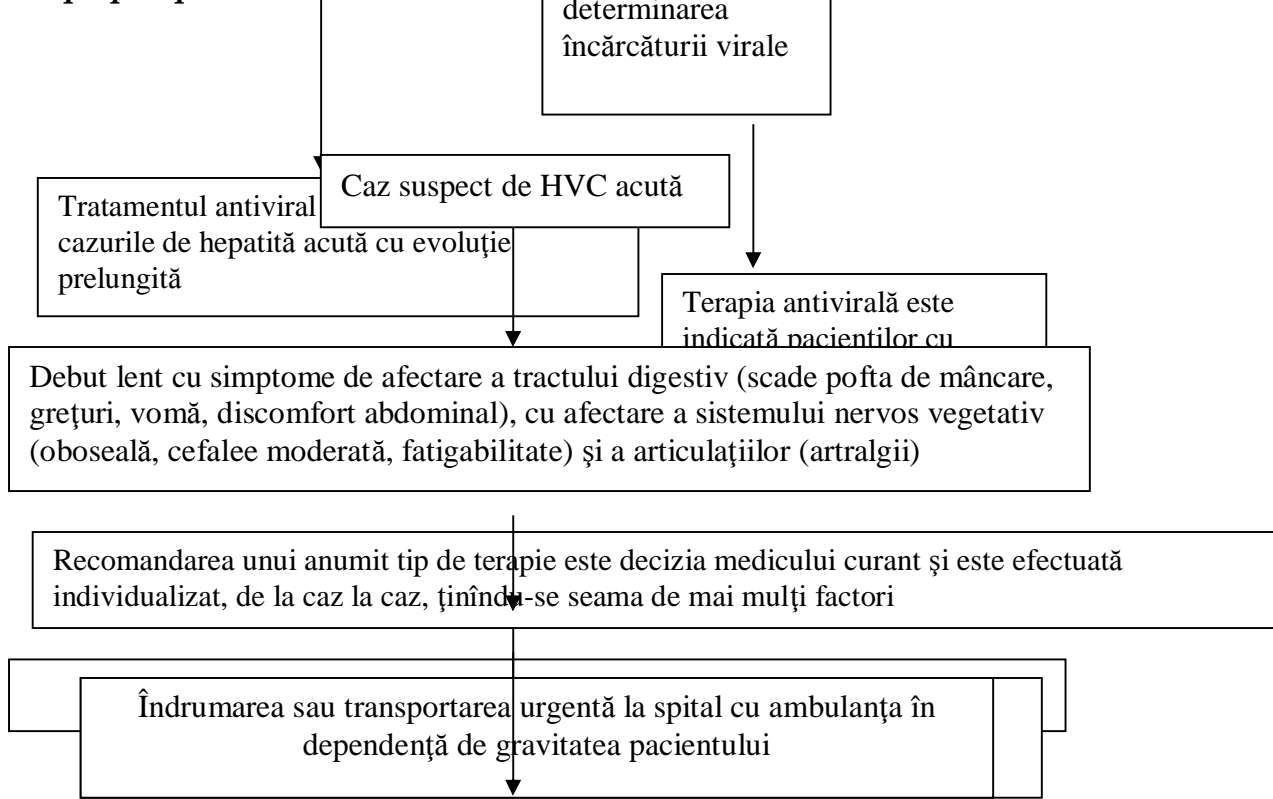 determinarea
încărcăturii virale
Caz suspect de HVC acută
Tratamentul antiviral
cazurile de hepatită acută cu evoluţie
prelungită
Terapia antivirală este
indicată pacienţilor cu
Debut lent cu simptome de afectare a tractului digestiv (scade pofta de mâncare,
greţuri, vomă, discomfort abdominal), cu afectare a sistemului nervos vegetativ
(oboseală, cefalee moderată, fatigabilitate) şi a articulaţiilor (artralgii)
Recomandarea unui anumit tip de terapie este decizia medicului curant şi este efectuată
individualizat, de la caz la caz, ţinîndu-se seama de mai mulţi factori
Îndrumarea sau transportarea urgentă la spital cu ambulanţa în
dependenţă de gravitatea pacientului